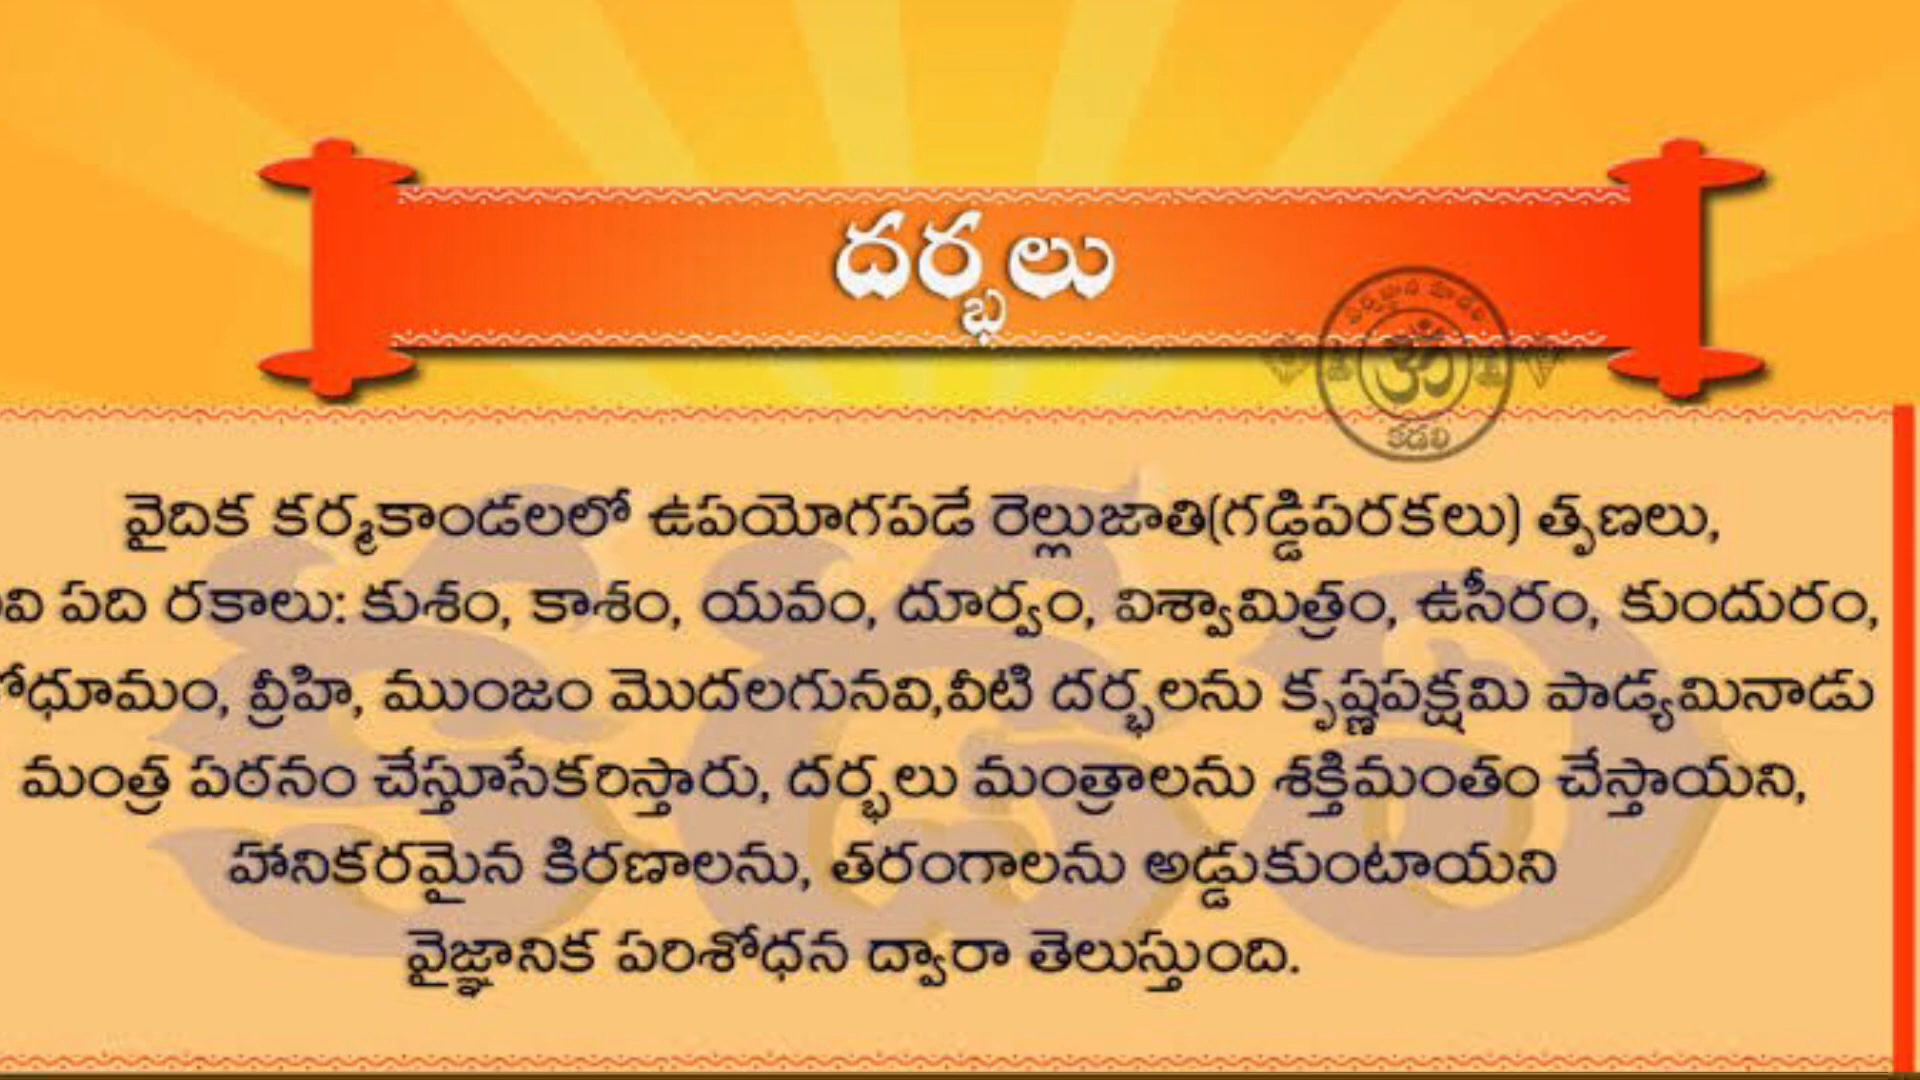 దర్భలు
కడలి
వైదిక కర్మకాండలలో ఉపయోగపడే రెల్లుజాతి(గడ్డిపరకలు) తృణలు,
పది రకాలు: కుశం, కాశం, యవం, దూర్వం, విశ్వామిత్రం, ఉసీరం, కుందురం,
వ్రీహి, ముంజం మొదలగునవి,వీటి దర్భలను కృష్ణపక్షమి పాడ్యమినాడు
మంత్ర పఠనం చేస్తూసేకరిస్తారు, దర్భలు మంత్రాలను శక్తిమంతం చేస్తాయని,
హానికరమైన కిరణాలను, తరంగాలను అడ్డుకుంటాయని
వైజ్ఞానిక పరిశోధన ద్వారా తెలుస్తుంది.